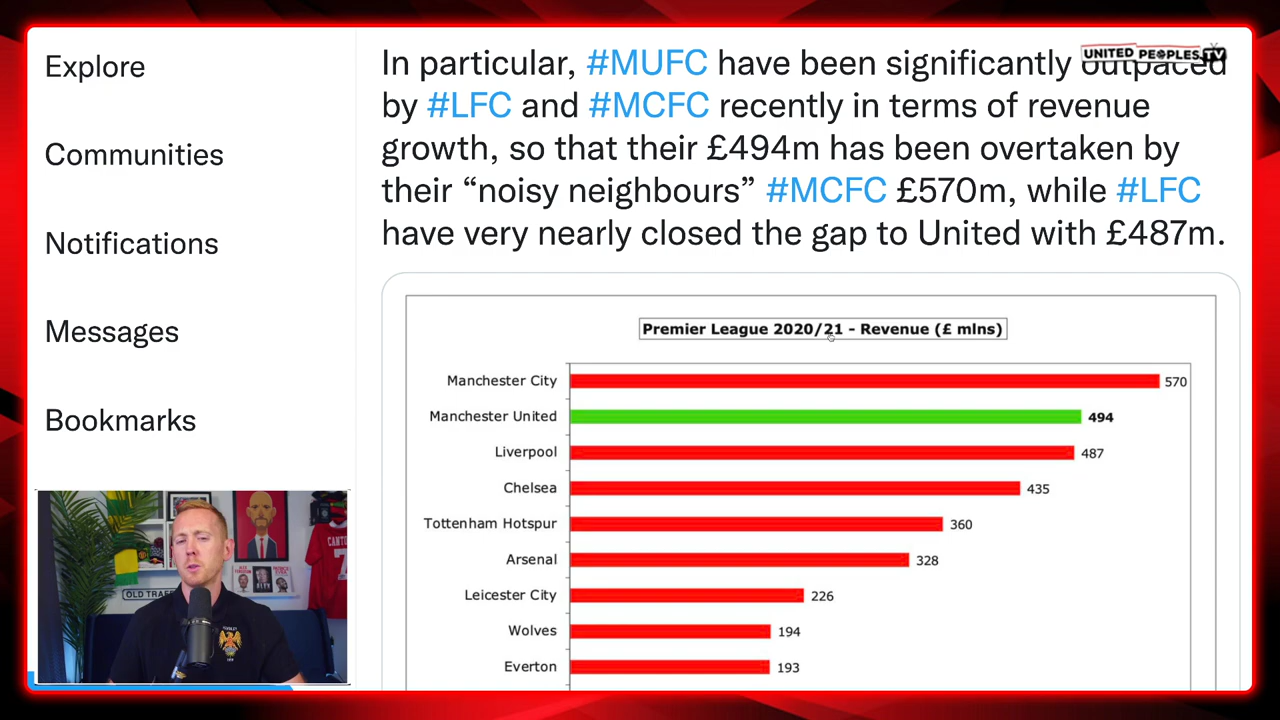 Explore
Communities
Notifications
Messages
Bookmarks
UNITED PEOPLES TV
In particular, #MUFC have been significantly outpaced
by #LFC and #MCFC recently in terms of revenue
growth, so that their £494m has been overtaken by
their “noisy neighbours” #MCFC £570m, while #LFC
have very nearly closed the gap to United with £487m.
Premier League 2020/21 - Revenue (£ mlns)
Manchester City 570
Manchester United 494
Liverpool 487
Chelsea 435
Tottenham Hotspur 360
Arsenal 328
Leicester City 226
Wolves 194
Everton 193
OLD TRAF
CANTO
7